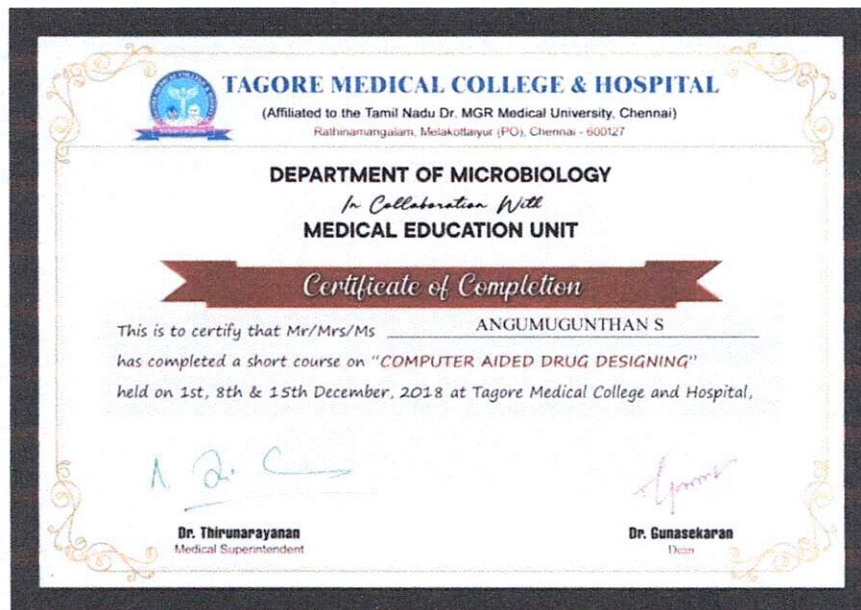 TAGORE MEDICAL COLLEGE & HOSPITAL
(Affiliated to the Tamil Nadu Dr. MGR Medical University, Chennai)
Rathinamangalam, Melakottaiyur (PO), Chennai - 600127
DEPARTMENT OF MICROBIOLOGY
In Collaboration With
MEDICAL EDUCATION UNIT
Certificate of Completion
This is to certify that Mr/Mrs/Ms ANGUMUGUNTHAN S
has completed a short course on "COMPUTER AIDED DRUG DESIGNING"
held on 1st, 8th & 15th December, 2018 at Tagore Medical College and Hospital,
Dr. Thirunarayanan
Medical Superintendent
Dr. Gunasekaran
Dean